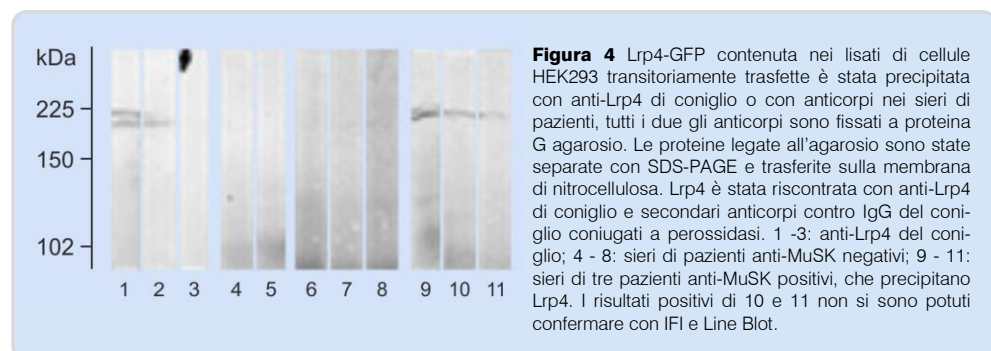 kDa
225
150
102
1 2 3 4 5 6 7 8 9 10 11
Figura 4 Lrp4-GFP contenuta nei lisati di cellule
HEK293 transitoriamente trasfette è stata precipitata
con anti-Lrp4 di coniglio o con anticorpi nei sieri di
pazienti, tutti i due gli anticorpi sono fissati a proteina
G agarosio. Le proteine legate all'agarosio sono state
separate con SDS-PAGE e trasferite sulla membrana
di nitrocellulosa. Lrp4 è stata riscontrata con anti-Lrp4
di coniglio e secondari anticorpi contro IgG del coni-
glio coniugati a perossidasi. 1 -3: anti-Lrp4 del coni-
glio; 4 - 8: sieri di pazienti anti-MuSK negativi; 9 - 11:
sieri di tre pazienti anti-MuSK positivi, che precipitano
Lrp4. I risultati positivi di 10 e 11 non si sono potuti
confermare con IFI e Line Blot.